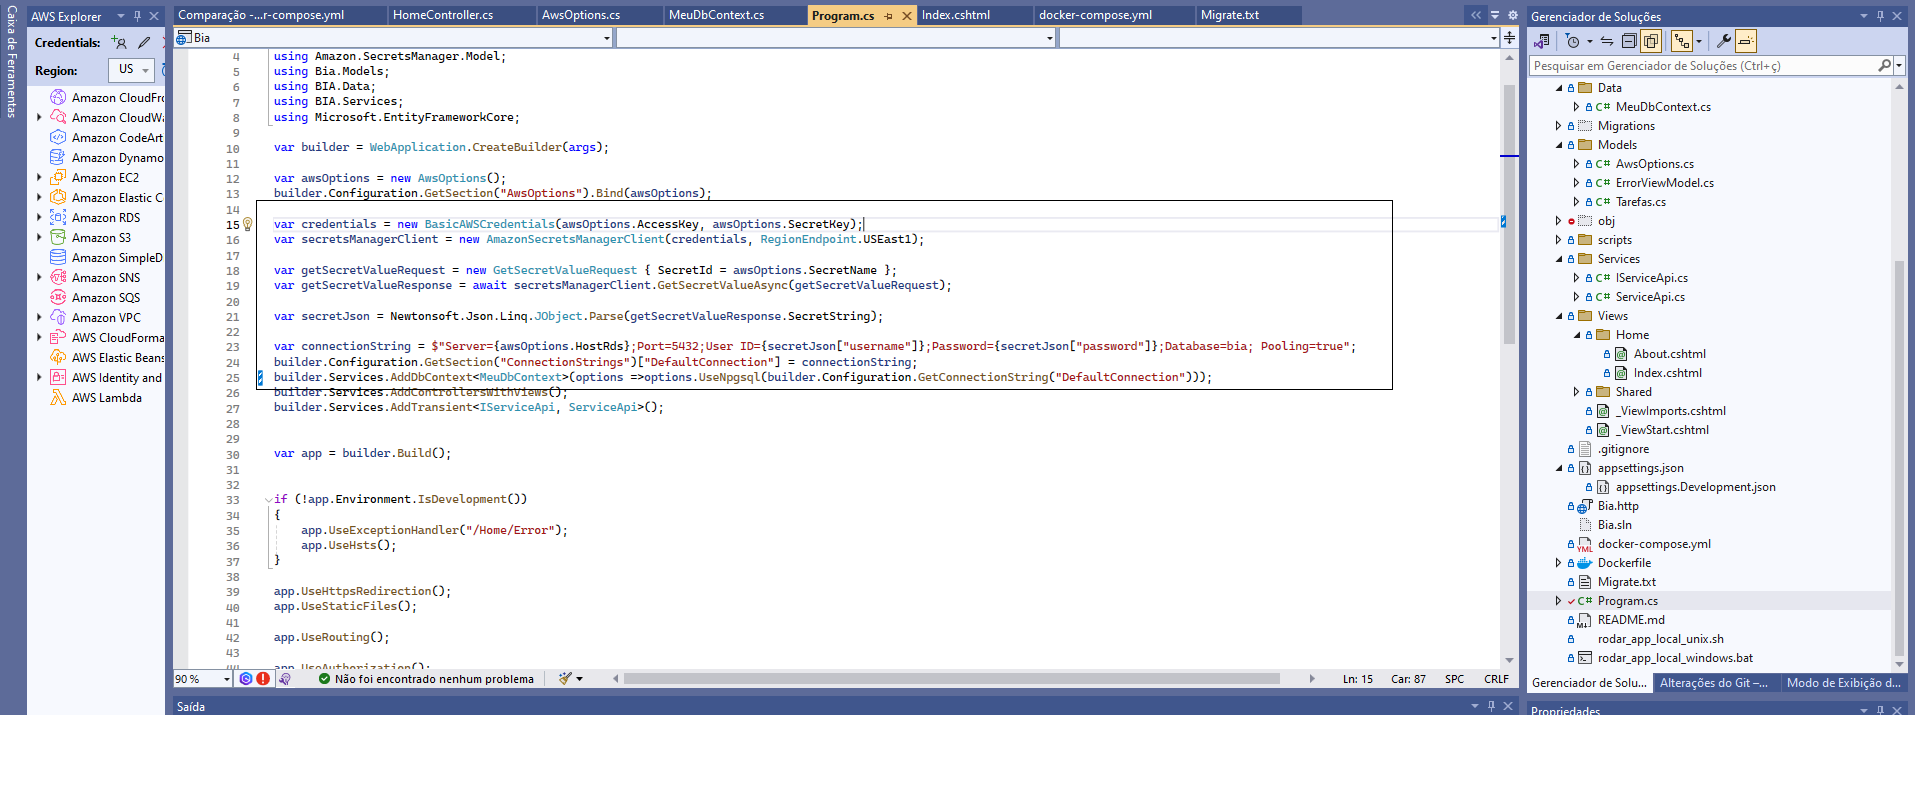 Caixa de Ferramentas
AWS Explorer
Credentials:
Region:
US
Amazon CloudFro
Amazon CloudWa
Amazon CodeArt
Amazon Dynamo
Amazon EC2
Amazon Elastic C
Amazon RDS
Amazon S3
Amazon SimpleD
Amazon SNS
Amazon SQS
Amazon VPC
AWS CloudForma
AWS Elastic Beans
AWS Identity and
AWS Lambda
Comparação -...r-compose.yml
HomeController.cs
AwsOptions.cs
MeuDbContext.cs
Program.cs
Index.cshtml
docker-compose.yml
Migrate.txt
Bia
4 using Amazon.SecretsManager.Model;
5 using Bia.Models;
6 using BIA.Data;
7 using BIA.Services;
8 using Microsoft.EntityFrameworkCore;
9
10 var builder = WebApplication.CreateBuilder(args);
11
12 var awsOptions = new AwsOptions();
13 builder.Configuration.GetSection("AwsOptions").Bind(awsOptions);
14
15 var credentials = new BasicAWSCredentials(awsOptions.AccessKey, awsOptions.SecretKey);
16 var secretsManagerClient = new AmazonSecretsManagerClient(credentials, RegionEndpoint.USEast1);
17
18 var getSecretValueRequest = new GetSecretValueRequest { SecretId = awsOptions.SecretName };
19 var getSecretValueResponse = await secretsManagerClient.GetSecretValueAsync(getSecretValueRequest);
20
21 var secretJson = Newtonsoft.Json.Linq.JObject.Parse(getSecretValueResponse.SecretString);
22
23 var connectionString = $"Server={awsOptions.HostRds};Port=5432;User ID={secretJson["username"]};Password={secretJson["password"]};Database=bia; Pooling=true";
24 builder.Configuration.GetSection("ConnectionStrings")["DefaultConnection"] = connectionString;
25 builder.Services.AddDbContext<MeuDbContext>(options =>options.UseNpgsql(builder.Configuration.GetConnectionString("DefaultConnection")));
26 builder.Services.AddControllersWithViews();
27 builder.Services.AddTransient<IServiceApi, ServiceApi>();
28
29
30 var app = builder.Build();
31
32
33 if (!app.Environment.IsDevelopment())
34 {
35 app.UseExceptionHandler("/Home/Error");
36 app.UseHsts();
37 }
38
39 app.UseHttpsRedirection();
40 app.UseStaticFiles();
41
42 app.UseRouting();
43
44 app.UseAuthorization();
90 %
Não foi encontrado nenhum problema
Ln: 15 Car: 87 SPC CRLF
Saída
Gerenciador de Soluções
Pesquisar em Gerenciador de Soluções (Ctrl+ç)
Data
C# MeuDbContext.cs
Migrations
Models
C# AwsOptions.cs
C# ErrorViewModel.cs
C# Tarefas.cs
obj
scripts
Services
C# IServiceApi.cs
C# ServiceApi.cs
Views
Home
About.cshtml
Index.cshtml
Shared
_ViewImports.cshtml
_ViewStart.cshtml
.gitignore
appsettings.json
appsettings.Development.json
Bia.http
Bia.sln
YML docker-compose.yml
Dockerfile
Migrate.txt
C# Program.cs
README.md
rodar_app_local_unix.sh
rodar_app_local_windows.bat
Gerenciador de Solu...
Alterações do Git –...
Modo de Exibição d...
Propriedades